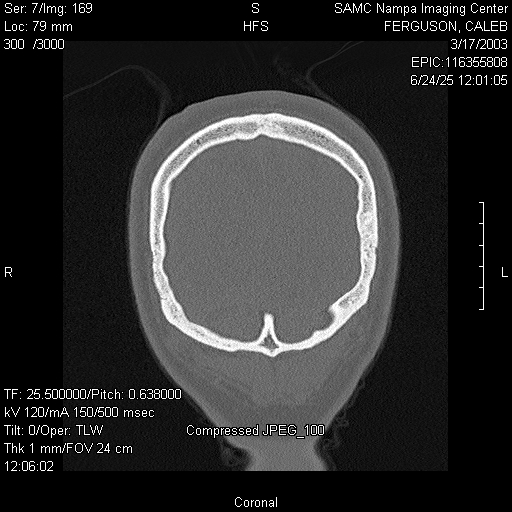 Ser: 7/Img: 169
Loc: 79 mm
300 /3000
S
HFS
SAMC Nampa Imaging Center
FERGUSON, CALEB
3/17/2003
EPIC:116355808
6/24/25 12:01:05
R
L
TF: 25.500000/Pitch: 0.638000
kV 120/mA 150/500 msec
Tilt: 0/Oper: TLW
Thk 1 mm/FOV 24 cm
12:06:02
Compressed JPEG_100
Coronal